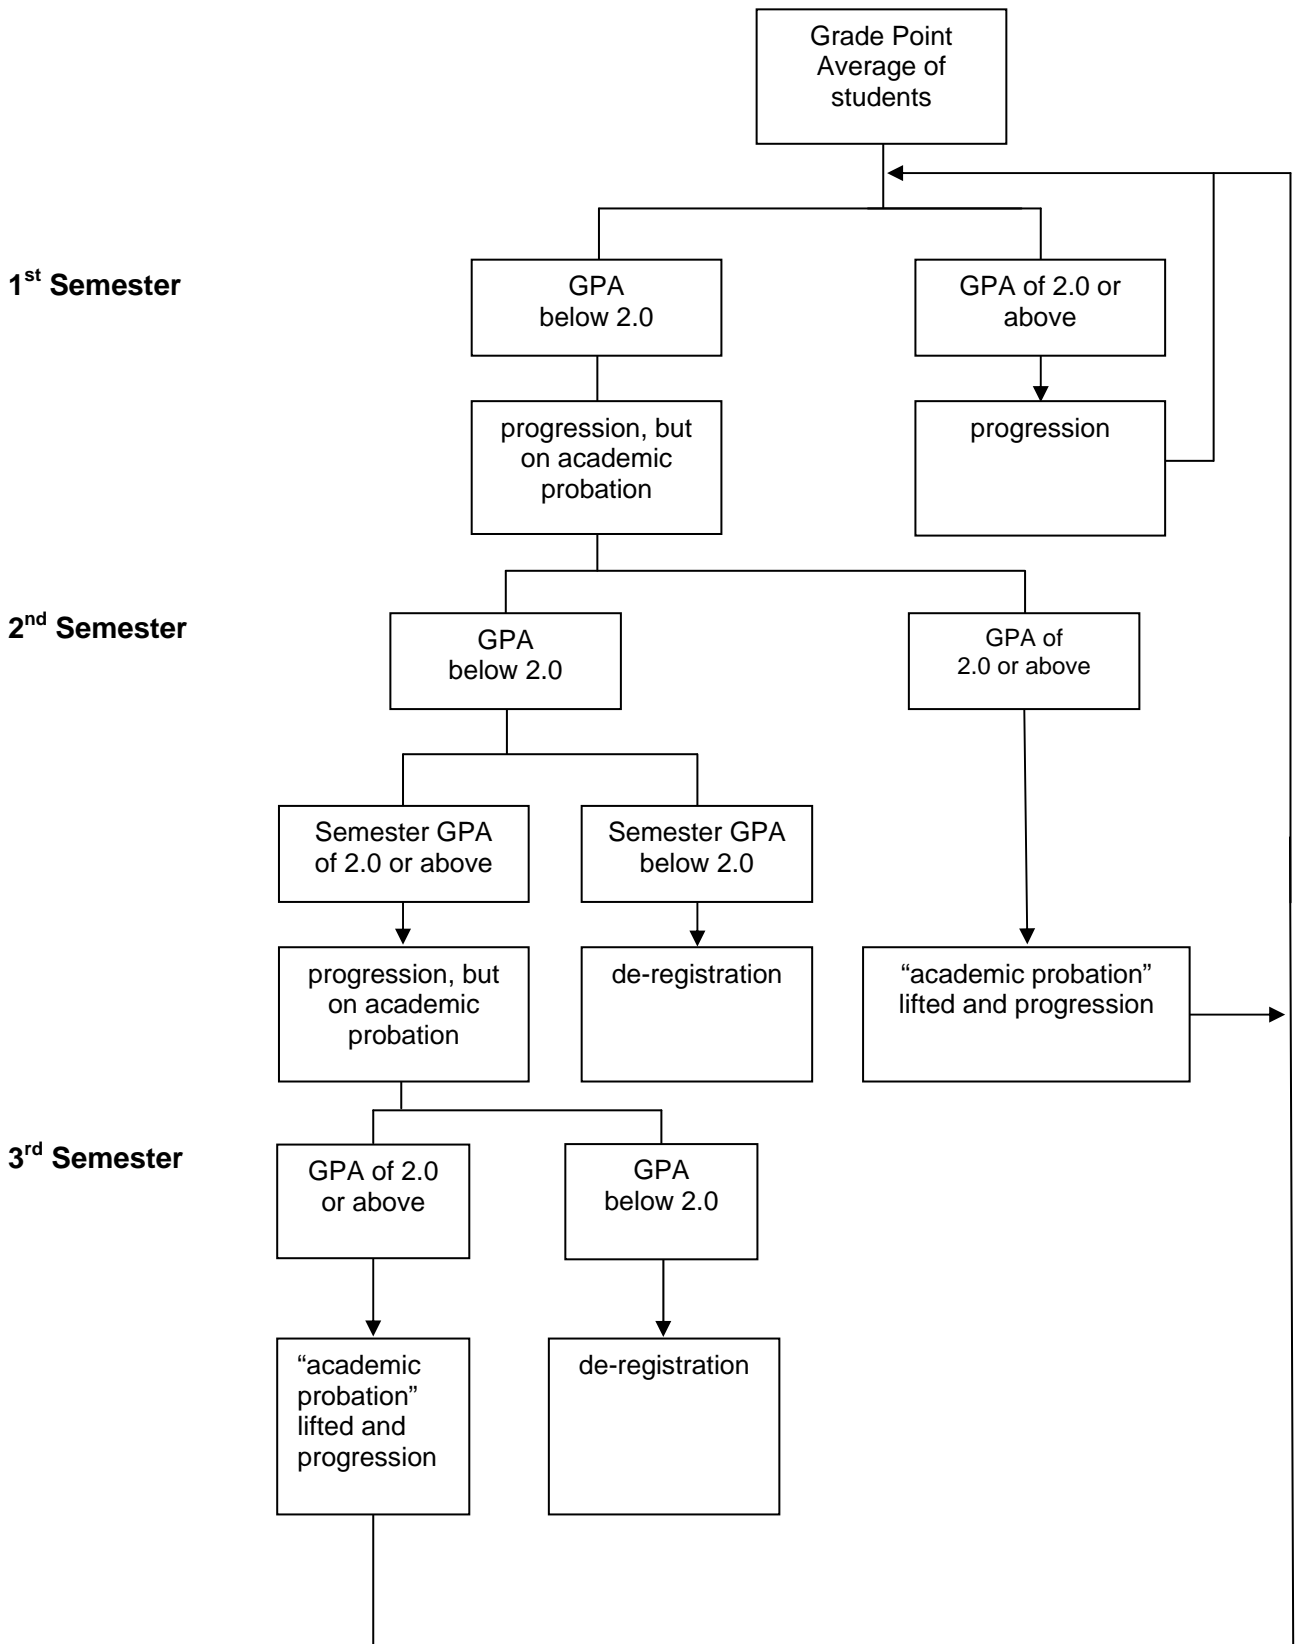 Grade Point
Average of
students
1st Semester
GPA
below 2.0
GPA of 2.0 or
above
progression, but
on academic
probation
progression
2nd Semester
GPA
below 2.0
GPA of
2.0 or above
Semester GPA
of 2.0 or above
Semester GPA
below 2.0
progression, but
on academic
probation
de-registration
“academic probation”
lifted and progression
3rd Semester
GPA of 2.0
or above
GPA
below 2.0
“academic
probation”
lifted and
progression
de-registration